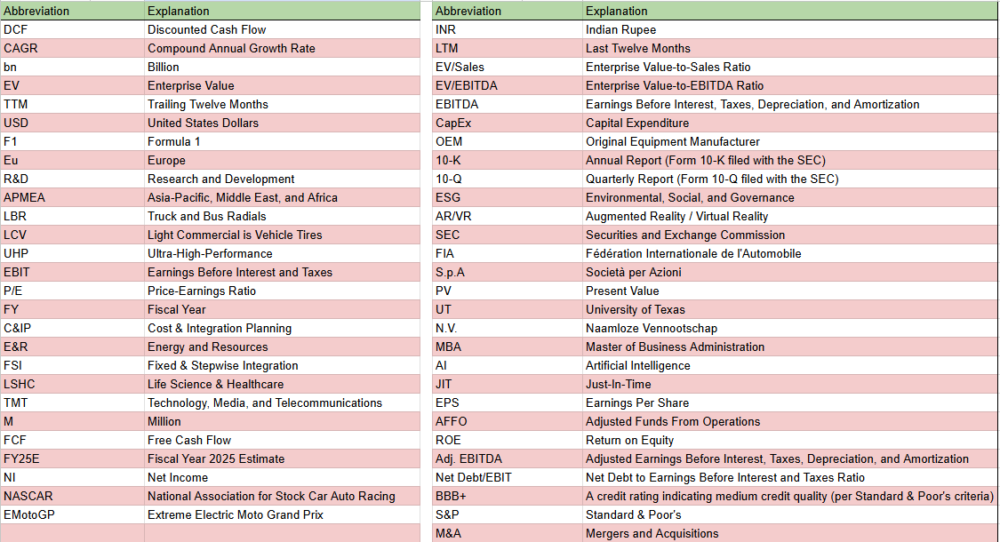 Abbreviation Explanation
DCF Discounted Cash Flow
CAGR Compound Annual Growth Rate
bn Billion
EV Enterprise Value
TTM Trailing Twelve Months
USD United States Dollars
F1 Formula 1
Eu Europe
R&D Research and Development
APMEA Asia-Pacific, Middle East, and Africa
LBR Truck and Bus Radials
LCV Light Commercial is Vehicle Tires
UHP Ultra-High-Performance
EBIT Earnings Before Interest and Taxes
P/E Price-Earnings Ratio
FY Fiscal Year
C&IP Cost & Integration Planning
E&R Energy and Resources
FSI Fixed & Stepwise Integration
LSHC Life Science & Healthcare
TMT Technology, Media, and Telecommunications
M Million
FCF Free Cash Flow
FY25E Fiscal Year 2025 Estimate
NI Net Income
NASCAR National Association for Stock Car Auto Racing
EMotoGP Extreme Electric Moto Grand Prix
Abbreviation Explanation
INR Indian Rupee
LTM Last Twelve Months
EV/Sales Enterprise Value-to-Sales Ratio
EV/EBITDA Enterprise Value-to-EBITDA Ratio
EBITDA Earnings Before Interest, Taxes, Depreciation, and Amortization
CapEx Capital Expenditure
OEM Original Equipment Manufacturer
10-K Annual Report (Form 10-K filed with the SEC)
10-Q Quarterly Report (Form 10-Q filed with the SEC)
ESG Environmental, Social, and Governance
AR/VR Augmented Reality / Virtual Reality
SEC Securities and Exchange Commission
FIA Fédération Internationale de l'Automobile
S.p.A Società per Azioni
PV Present Value
UT University of Texas
N.V. Naamloze Vennootschap
MBA Master of Business Administration
AI Artificial Intelligence
JIT Just-In-Time
EPS Earnings Per Share
AFFO Adjusted Funds From Operations
ROE Return on Equity
Adj. EBITDA Adjusted Earnings Before Interest, Taxes, Depreciation, and Amortization
Net Debt/EBIT Net Debt to Earnings Before Interest and Taxes Ratio
BBB+ A credit rating indicating medium credit quality (per Standard & Poor's criteria)
S&P Standard & Poor's
M&A Mergers and Acquisitions